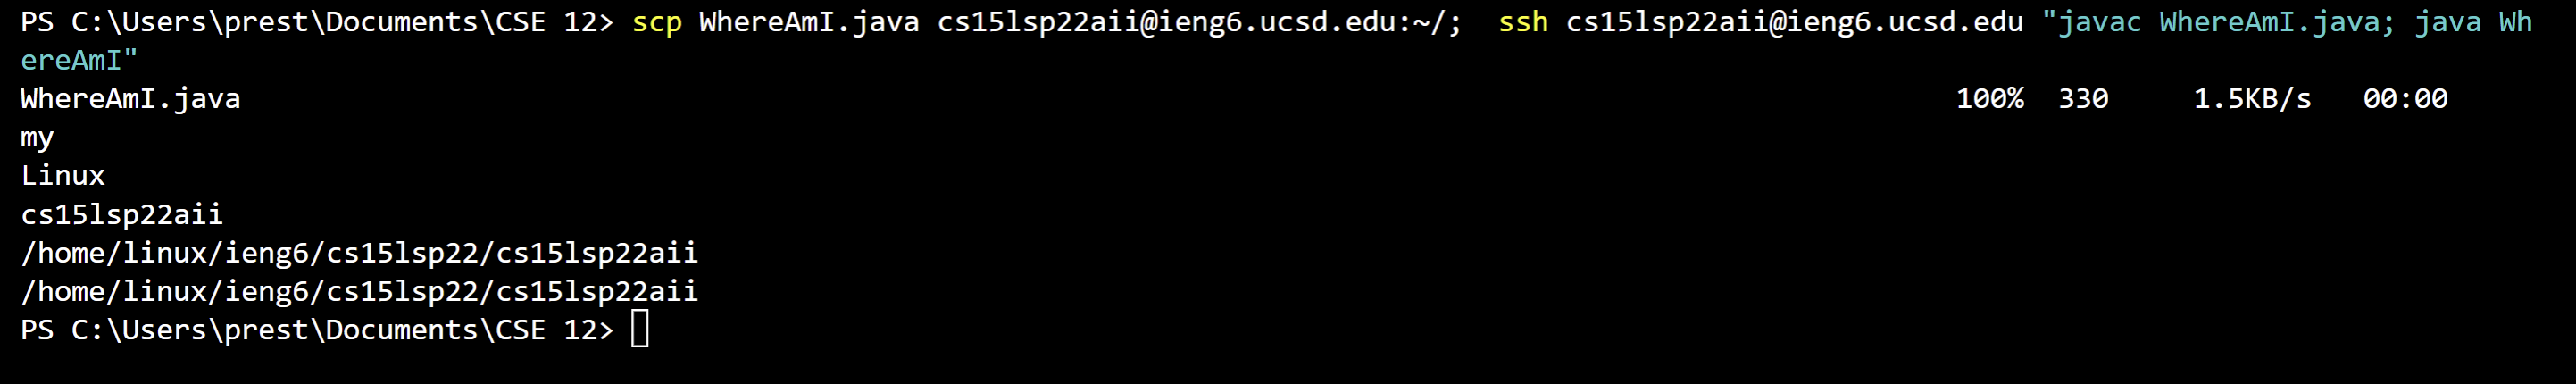 PS C:\Users\prest\Documents\CSE 12> scp WhereAmI.java cs15lsp22aii@ieng6.ucsd.edu:~/;  ssh cs15lsp22aii@ieng6.ucsd.edu "javac WhereAmI.java; java Wh
ereAmI"
WhereAmI.java                                                                                                      100%  330     1.5KB/s   00:00
my
Linux
cs15lsp22aii
/home/linux/ieng6/cs15lsp22/cs15lsp22aii
/home/linux/ieng6/cs15lsp22/cs15lsp22aii
PS C:\Users\prest\Documents\CSE 12>